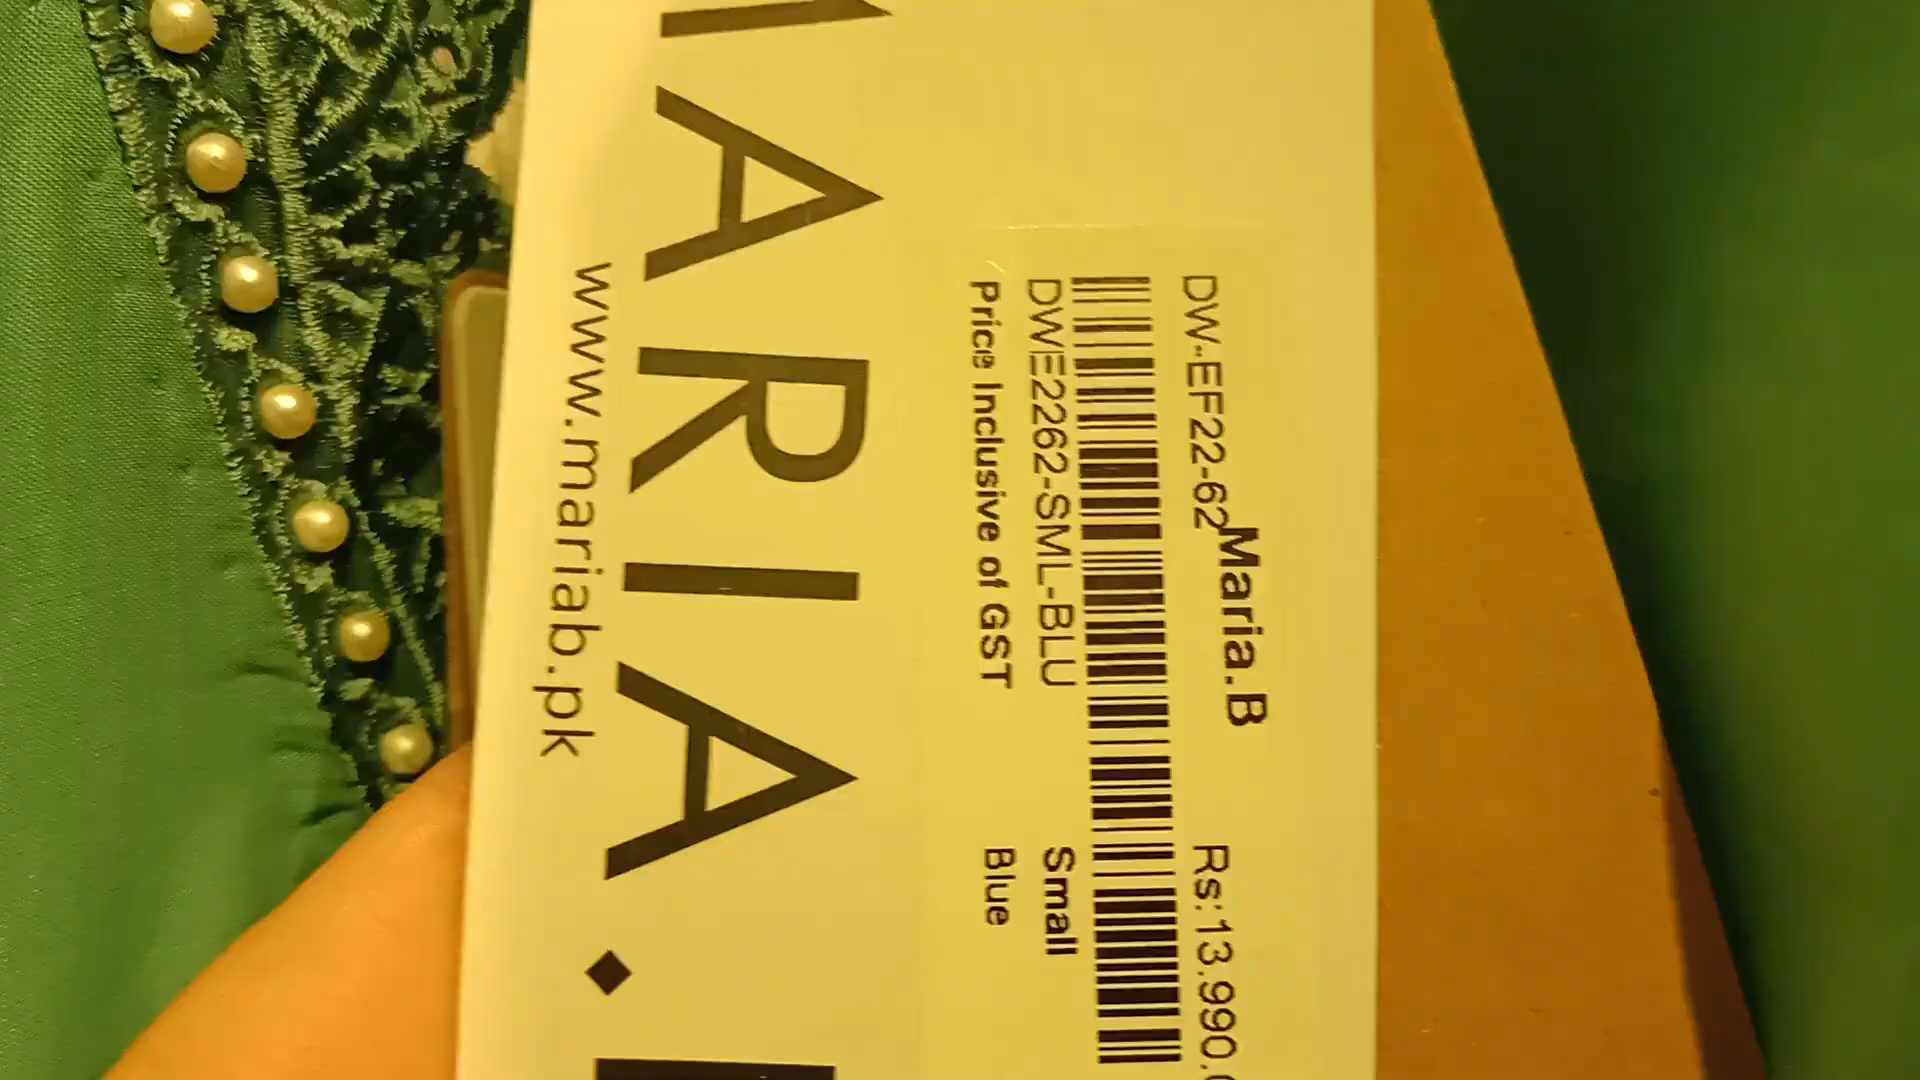 Maria.B
DW-EF22-62
Rs:13.990.
DWE2262-SML-BLU
Small
Price Inclusive of GST
Blue
ARIA.
www.mariab.pk